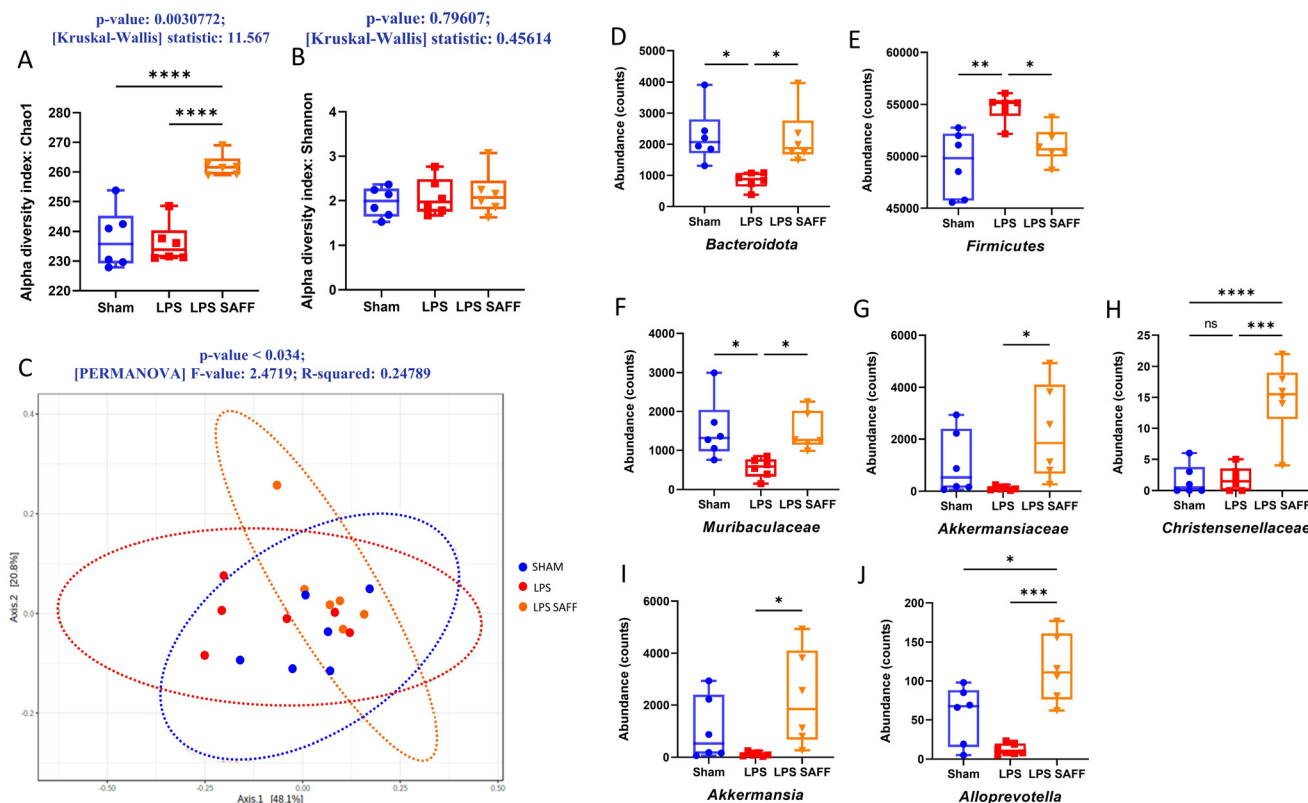 p-value: 0.0030772;
[Kruskal-Wallis] statistic: 11.567
p-value: 0.79607;
[Kruskal-Wallis] statistic: 0.45614
A
****
****
Alpha diversity index: Chao1
280
270
260
250
240
230
220
Sham LPS LPS SAFF
B
Alpha diversity index: Shannon
4
3
2
1
0
Sham LPS LPS SAFF
C
p-value < 0.034;
[PERMANOVA] F-value: 2.4719; R-squared: 0.24789
Axis.2 [20.8%]
0.4
0.2
0.0
-0.2
-0.50 -0.25 0.00 0.25 0.50
Axis.1 [48.1%]
SHAM
LPS
LPS SAFF
D
* *
Abundance (counts)
5000
4000
3000
2000
1000
0
Sham LPS LPS SAFF
Bacteroidota
E
** *
Abundance (counts)
60000
55000
50000
45000
Sham LPS LPS SAFF
Firmicutes
F
* *
Abundance (counts)
4000
3000
2000
1000
0
Sham LPS LPS SAFF
Muribaculaceae
G
*
Abundance (counts)
6000
4000
2000
0
Sham LPS LPS SAFF
Akkermansiaceae
H
****
ns ***
Abundance (counts)
25
20
15
10
5
0
Sham LPS LPS SAFF
Christensenellaceae
I
*
Abundance (counts)
6000
4000
2000
0
Sham LPS LPS SAFF
Akkermansia
J
*
***
Abundance (counts)
200
150
100
50
0
Sham LPS LPS SAFF
Alloprevotella